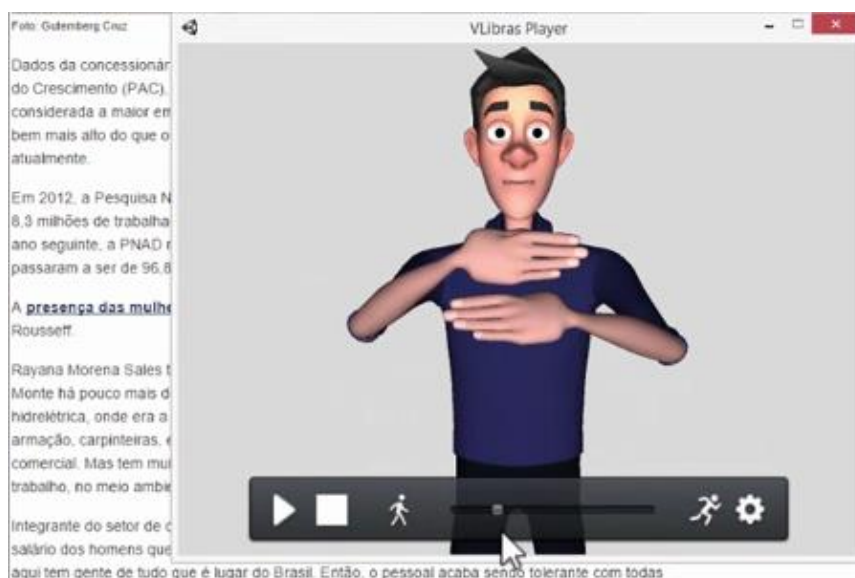 Foto: Gutemberg Cruz
VLibras Player
Dados da concessionár
do Crescimento (PAC).
considerada a maior em
bem mais alto do que o
atualmente.
Em 2012, a Pesquisa N
8,3 milhões de trabalha
ano seguinte, a PNAD r
passaram a ser de 96,8
A presença das mulhe
Rousseff.
Rayana Morena Sales t
Monte há pouco mais d
hidrelétrica, onde era a
armação, carpinteiras, e
comercial. Mas tem mui
trabalho, no meio ambie
Integrante do setor de c
salário dos homens que
aqui tem gente de tudo que é lugar do Brasil. Então, o pessoal acaba sendo tolerante com todas